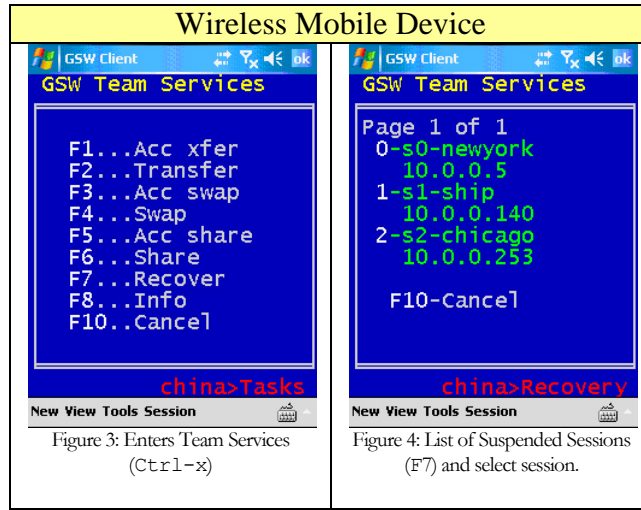 Wireless Mobile Device
GSW Client ok
GSW Team Services
F1...Acc xfer
F2...Transfer
F3...Acc swap
F4...Swap
F5...Acc share
F6...Share
F7...Recover
F8...Info
F10..Cancel
china>Tasks
New View Tools Session
Figure 3: Enters Team Services
(Ctrl-x)
GSW Client ok
GSW Team Services
Page 1 of 1
0-s0-newyork
10.0.0.5
1-s1-ship
10.0.0.140
2-s2-chicago
10.0.0.253
F10-Cancel
china>Recovery
New View Tools Session
Figure 4: List of Suspended Sessions
(F7) and select session.